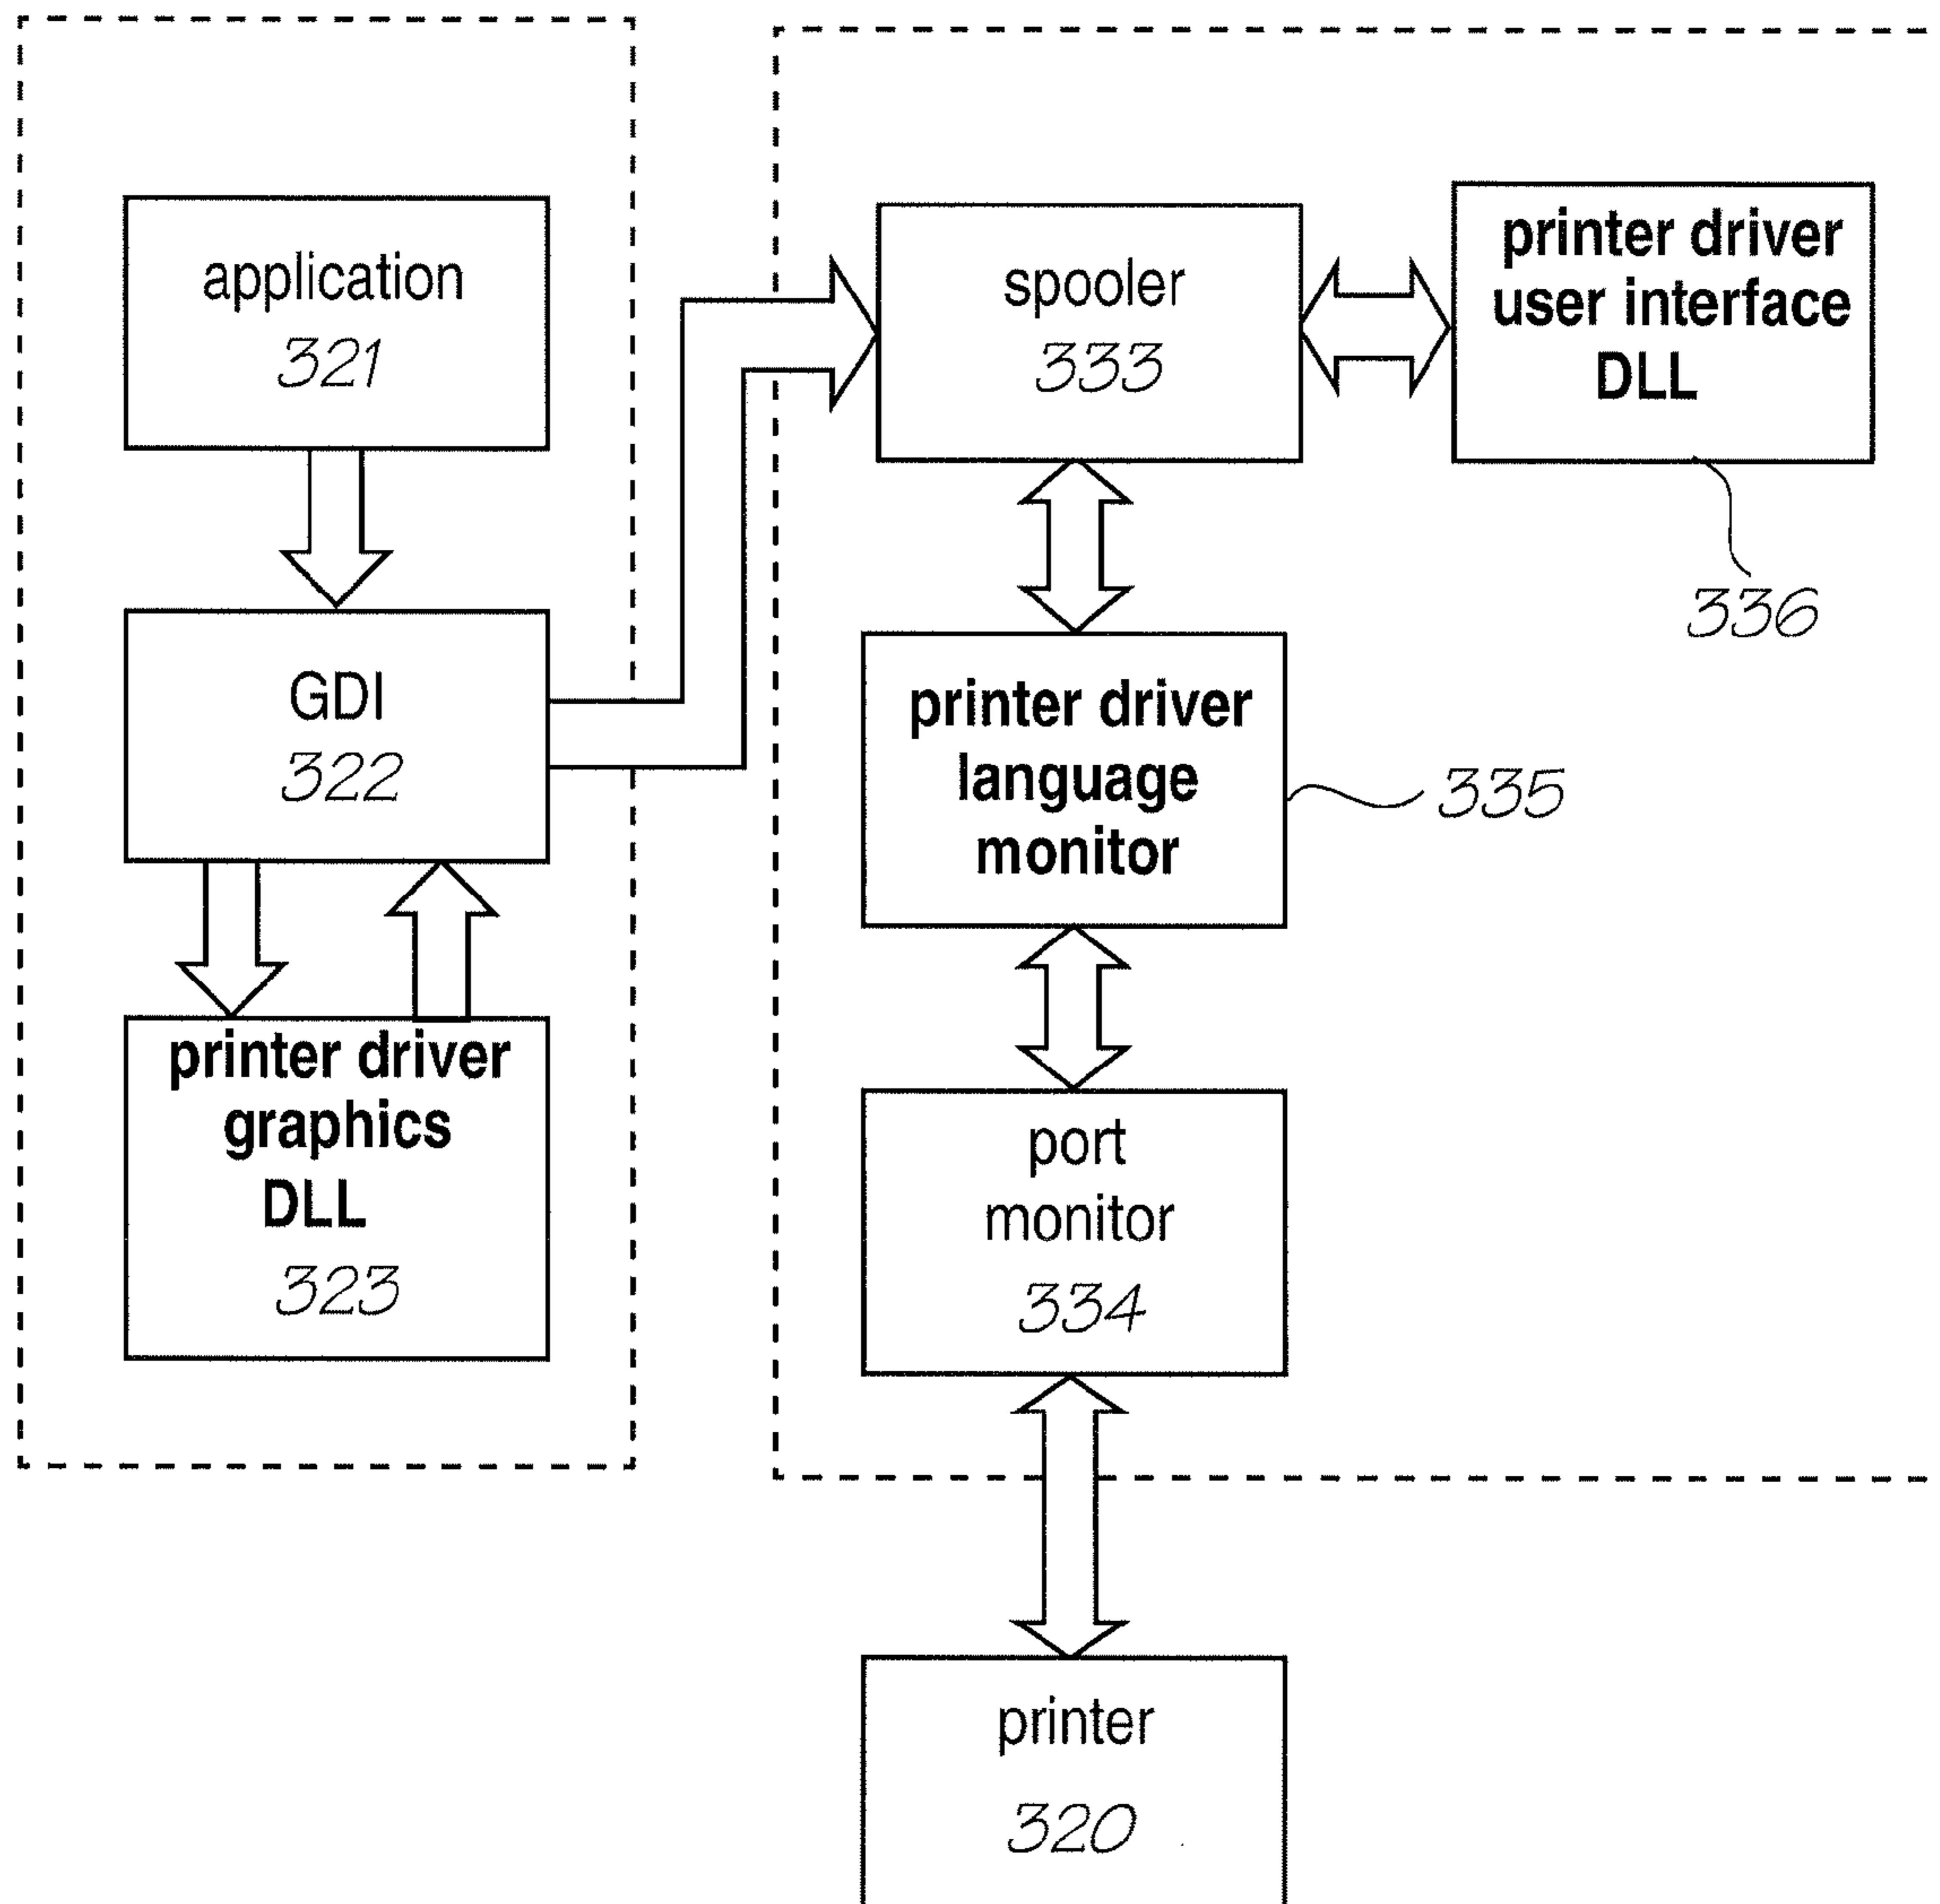 application
321
GDI
322
printer driver
graphics
DLL
323
spooler
333
printer driver
user interface
DLL
336
printer driver
language
monitor
335
port
monitor
334
printer
320